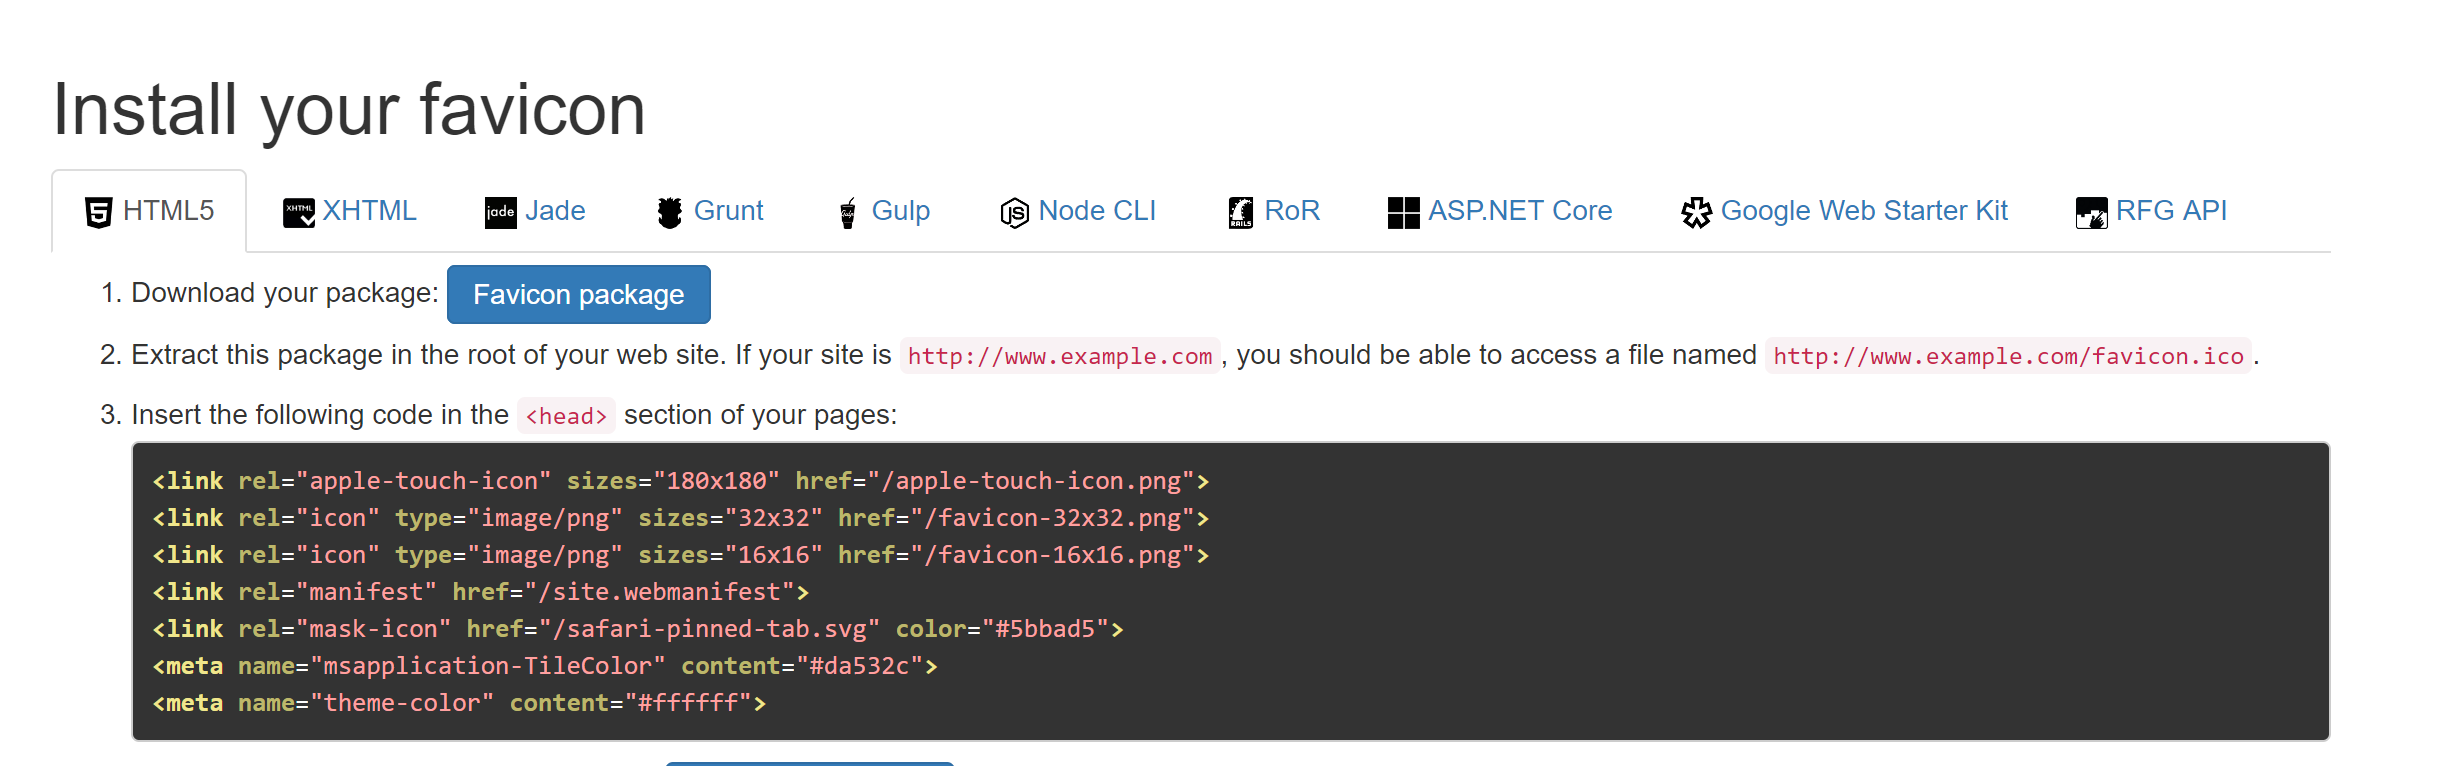 Install your favicon
HTML5 XHTML XHTML jade Jade Grunt Gulp Gulp JS Node CLI RAILS RoR ASP.NET Core Google Web Starter Kit RFG API
1. Download your package: Favicon package
2. Extract this package in the root of your web site. If your site is http://www.example.com, you should be able to access a file named http://www.example.com/favicon.ico.
3. Insert the following code in the <head> section of your pages:
<link rel="apple-touch-icon" sizes="180x180" href="/apple-touch-icon.png">
<link rel="icon" type="image/png" sizes="32x32" href="/favicon-32x32.png">
<link rel="icon" type="image/png" sizes="16x16" href="/favicon-16x16.png">
<link rel="manifest" href="/site.webmanifest">
<link rel="mask-icon" href="/safari-pinned-tab.svg" color="#5bbad5">
<meta name="msapplication-TileColor" content="#da532c">
<meta name="theme-color" content="#ffffff">